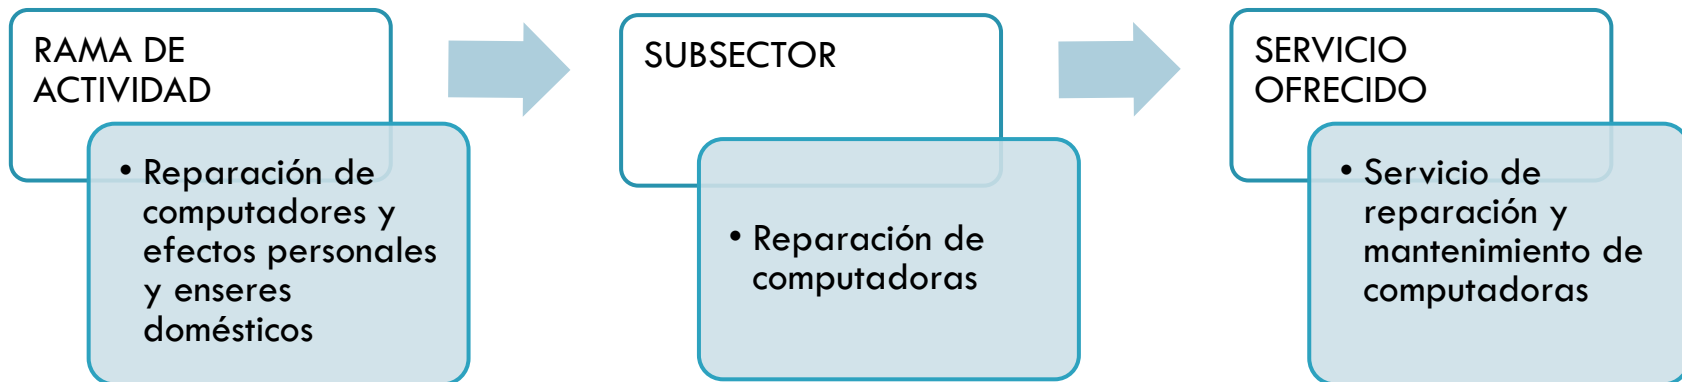 RAMA DE
ACTIVIDAD
• Reparación de
computadores y
efectos personales
y enseres
domésticos
SUBSECTOR
• Reparación de
computadoras
SERVICIO
OFRECIDO
• Servicio de
reparación y
mantenimiento de
computadoras